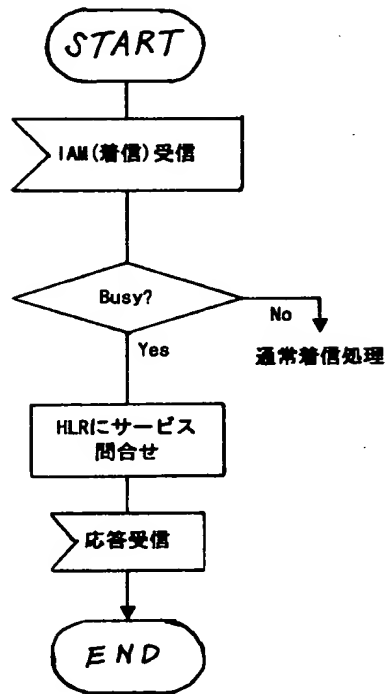 START
IAM(着信)受信
Busy?
No
Yes
通常着信処理
HLRにサービス
問合せ
応答受信
END